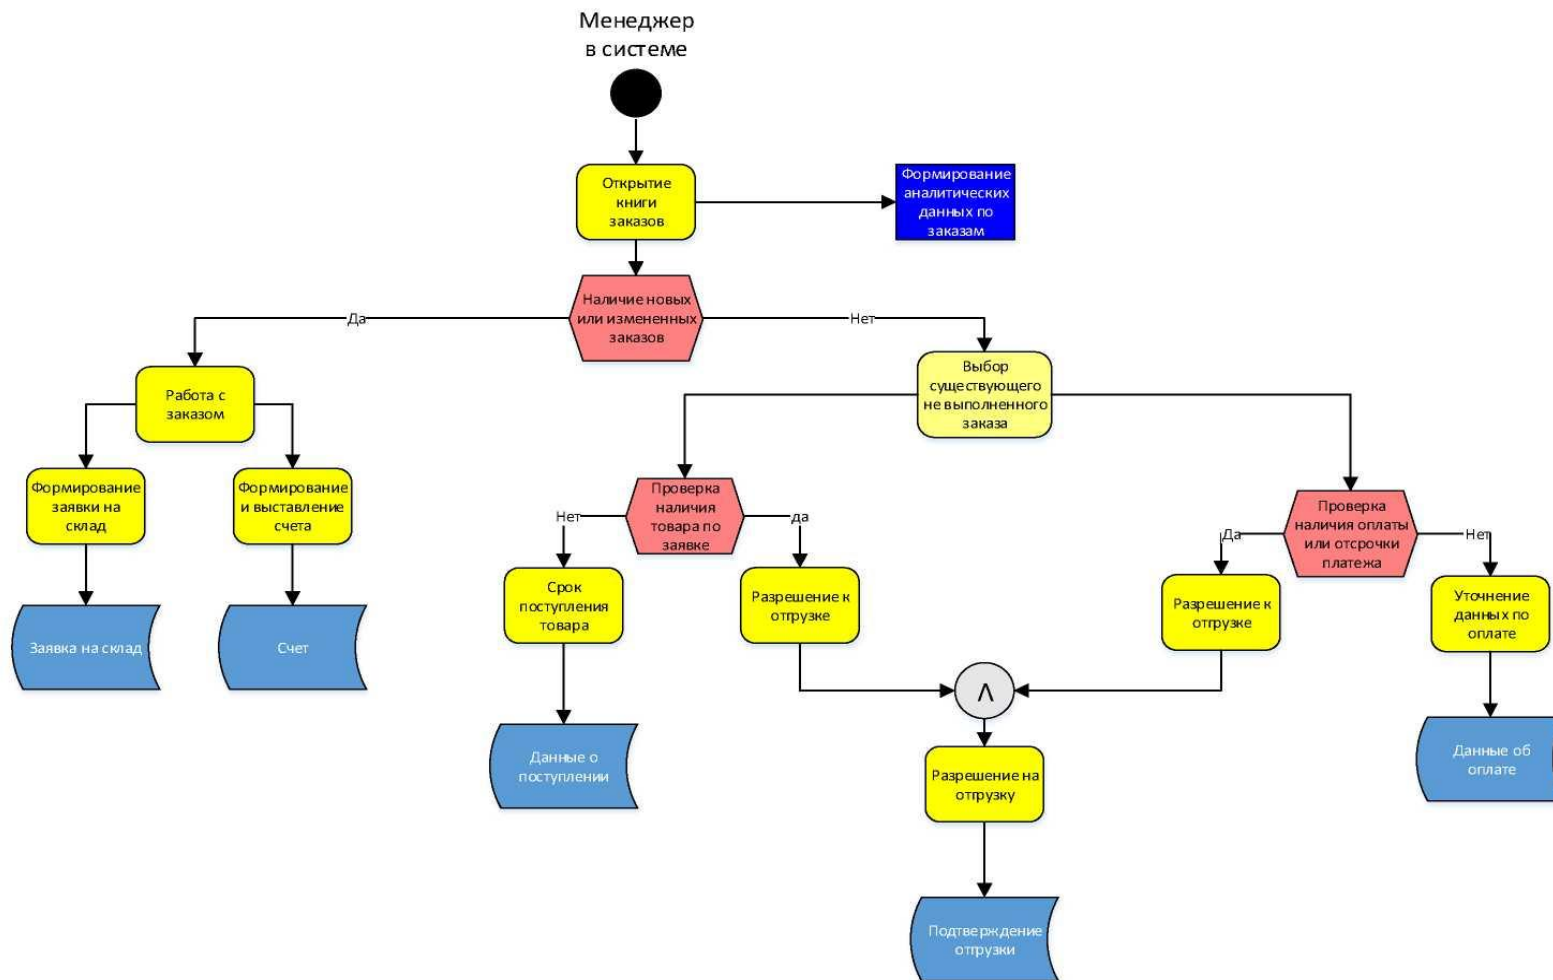 Менеджер
в системе
Открытие
книги
заказов
Формирование
аналитических
данных по
заказам
Наличие новых
или измененных
заказов
Да
Нет
Выбор
существующего
не выполненного
заказа
Работа с
заказом
Формирование
заявки на
склад
Формирование
и выставление
счета
Проверка
наличия
товара по
заявке
Нет
да
Проверка
наличия оплаты
или отсрочки
платежа
Да
Нет
Срок
поступления
товара
Разрешение к
отгрузке
Разрешение к
отгрузке
Уточнение
данных по
оплате
Заявка на склад
Счет
Λ
Данные о
поступлении
Разрешение на
отгрузку
Данные об
оплате
Подтверждение
отгрузки